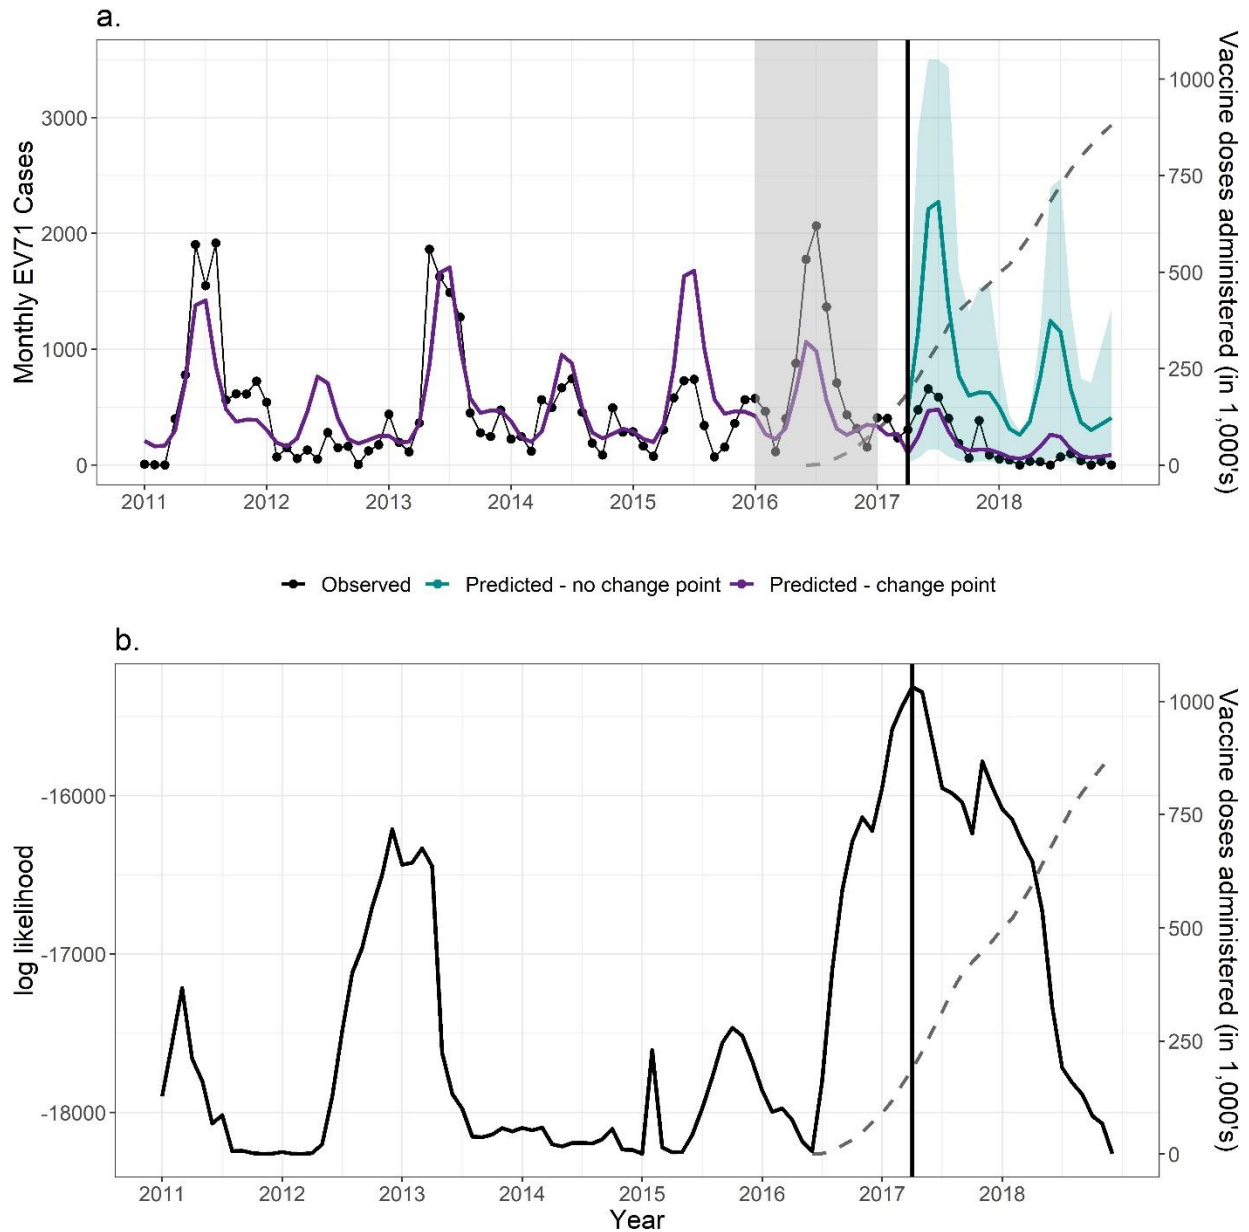 a.
Monthly EV71 Cases
3000
2000
1000
0
1000
750
500
250
0
Vaccine doses administered (in 1,000's)
2011 2012 2013 2014 2015 2016 2017 2018
Observed Predicted - no change point Predicted - change point
b.
log likelihood
-16000
-17000
-18000
1000
750
500
250
0
Vaccine doses administered (in 1,000's)
2011 2012 2013 2014 2015 2016 2017 2018
Year